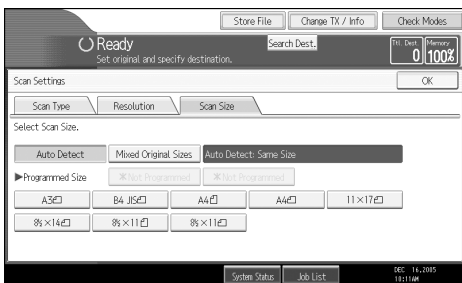 Store File Change TX / Info Check Modes
Ready Search Dest. Ttl. Dest. Memory
Set original and specify destination. 0 100%
Scan Settings OK
Scan Type Resolution Scan Size
Select Scan Size.
Auto Detect Mixed Original Sizes Auto Detect: Same Size
▶Programmed Size ✖Not Programmed ✖Not Programmed
A3 B4 JIS A4 A4 11×17
8½×14 8½×11 8½×11
System Status Job List DEC 16,2005
10:11AM